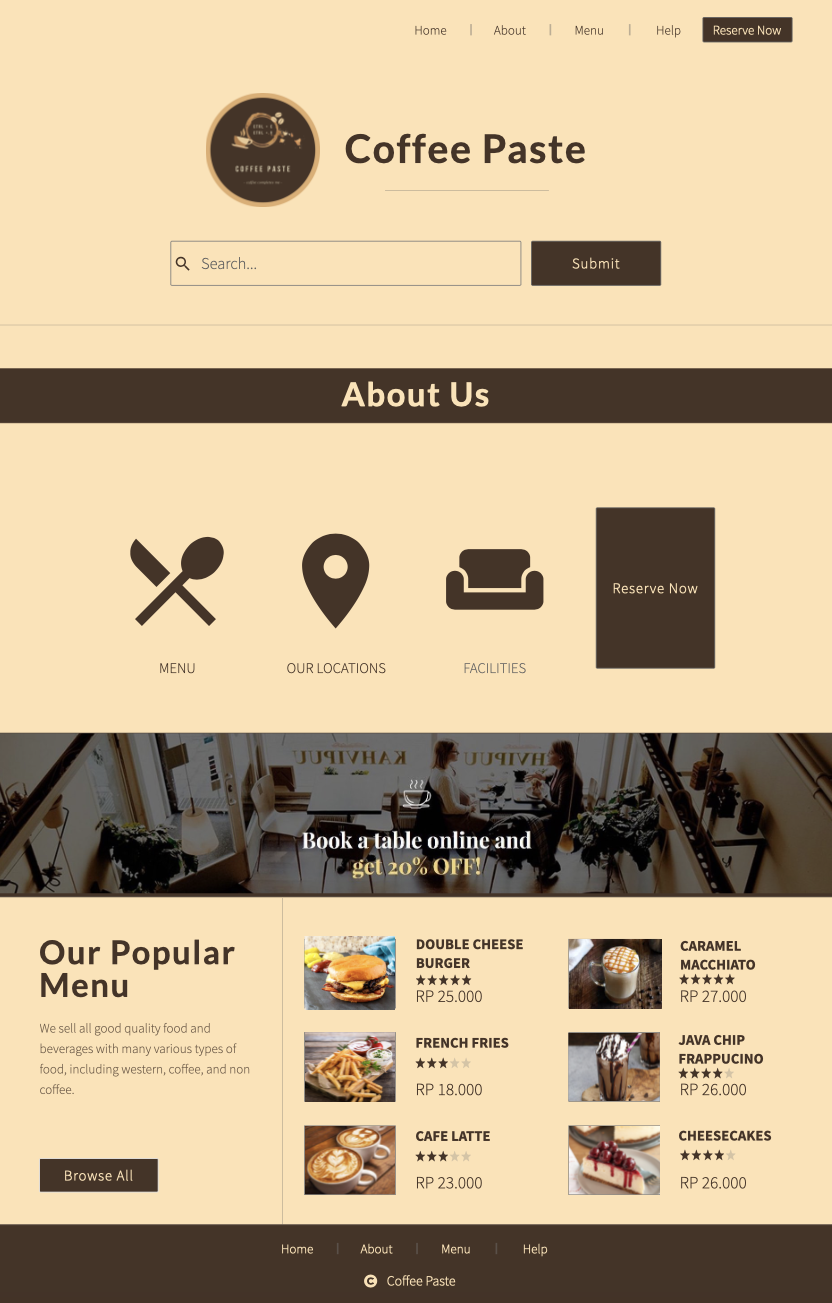 Home | About | Menu | Help Reserve Now
COFFEE PASTE
Coffee Paste
Search...
Submit
About Us
Reserve Now
MENU
OUR LOCATIONS
FACILITIES
KAHVIPUU
KAHVIPUU
Book a table online and
get 20% OFF!
Our Popular
Menu
We sell all good quality food and
beverages with many various types of
food, including western, coffee, and non
coffee.
Browse All
DOUBLE CHEESE
BURGER
RP 25.000
CARAMEL
MACCHIATO
RP 27.000
FRENCH FRIES
RP 18.000
JAVA CHIP
FRAPPUCINO
RP 26.000
CAFE LATTE
RP 23.000
CHEESECAKES
RP 26.000
Home | About | Menu | Help
© Coffee Paste